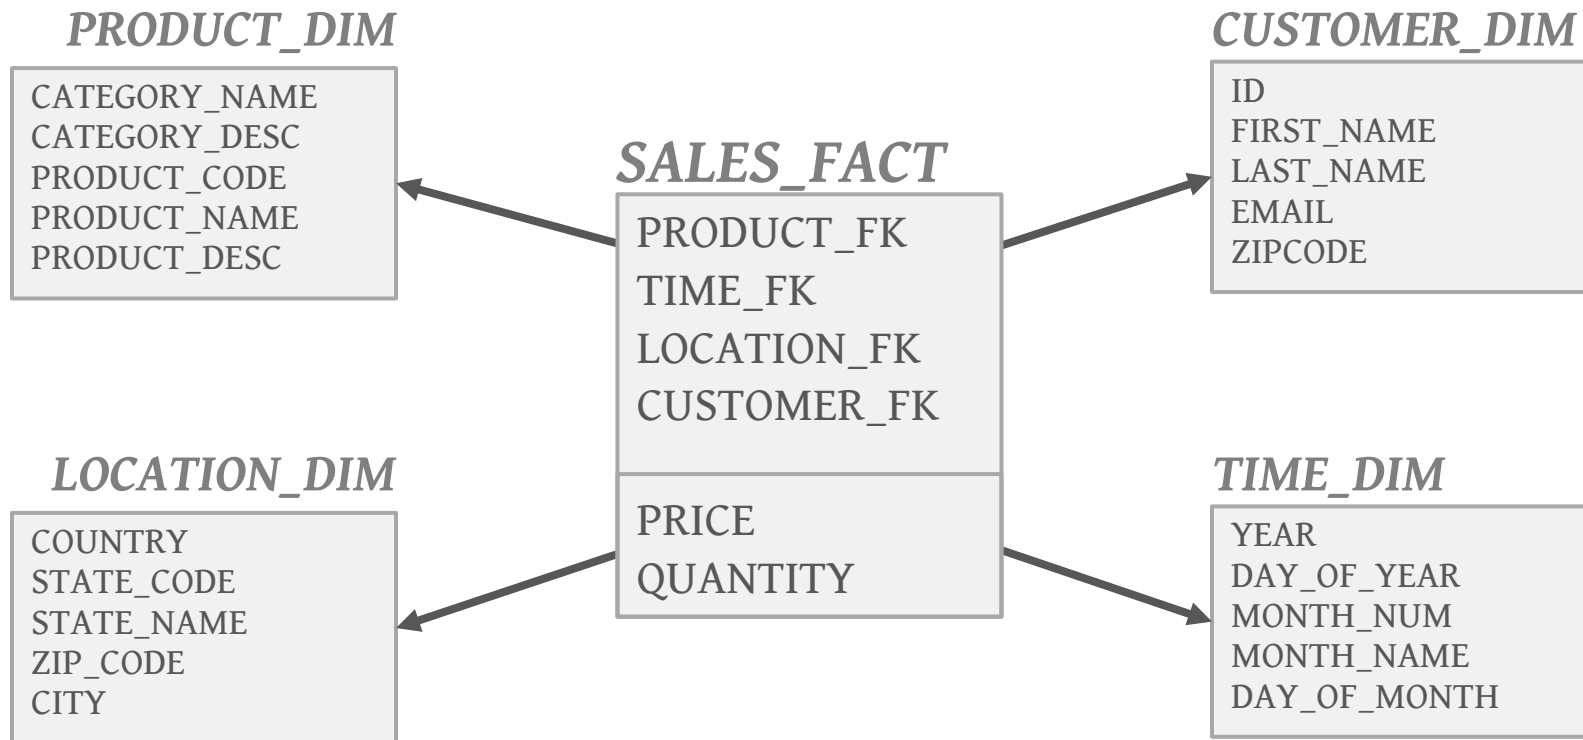 PRODUCT_DIM
CATEGORY_NAME
CATEGORY_DESC
PRODUCT_CODE
PRODUCT_NAME
PRODUCT_DESC
CUSTOMER_DIM
ID
FIRST_NAME
LAST_NAME
EMAIL
ZIPCODE
SALES_FACT
PRODUCT_FK
TIME_FK
LOCATION_FK
CUSTOMER_FK
PRICE
QUANTITY
LOCATION_DIM
COUNTRY
STATE_CODE
STATE_NAME
ZIP_CODE
CITY
TIME_DIM
YEAR
DAY_OF_YEAR
MONTH_NUM
MONTH_NAME
DAY_OF_MONTH